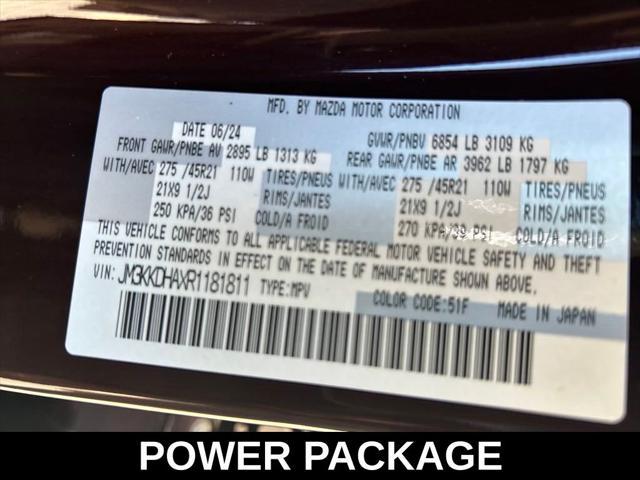 MFD. BY MAZDA MOTOR CORPORATION
DATE 06/24 GVWR/PNBV 6854 LB 3109 KG
FRONT GAWR/PNBE AV 2895 LB 1313 KG REAR GAWR/PNBE AR 3962 LB 1797 KG
WITH/AVEC 275 /45R21 110W TIRES/PNEUS WITH/AVEC 275 /45R21 110W TIRES/PNEUS
21X9 1/2J RIMS/JANTES 21X9 1/2J RIMS/JANTES
250 KPA/36 PSI COLD/A FROID 270 KPA/ PSI COLD/A FROID
THIS VEHICLE CONFORMS TO ALL APPLICABLE FEDERAL MOTOR VEHICLE SAFETY AND THEFT
PREVENTION STANDARDS IN EFFECT ON THE DATE OF MANUFACTURE SHOWN ABOVE.
VIN: JM3KKDHAXR1181811 TYPE:MPV
COLOR CODE:51F MADE IN JAPAN
POWER PACKAGE